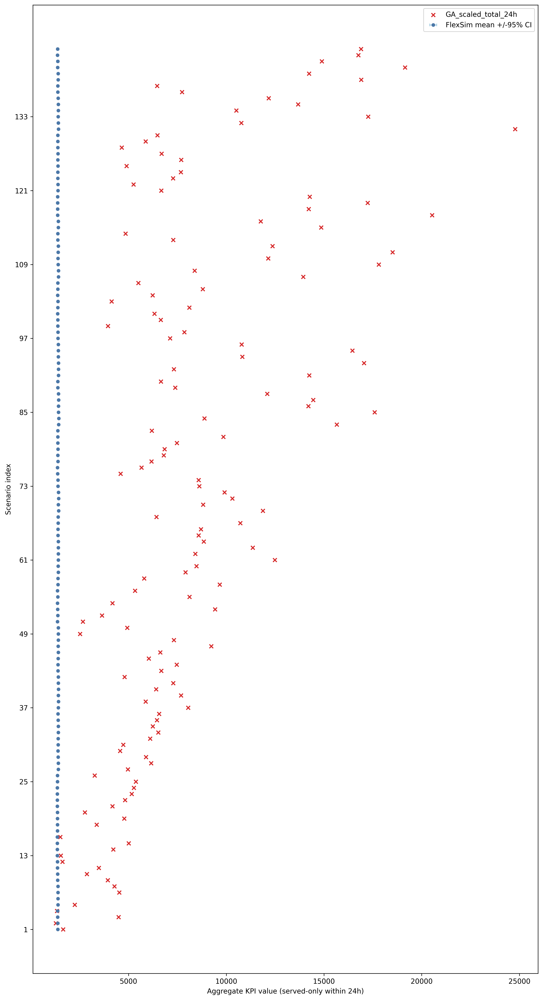 GA_scaled_total_24h
FlexSim mean +/-95% CI
133
121
109
97
85
73
61
49
37
25
13
1
Scenario index
5000 10000 15000 20000 25000
Aggregate KPI value (served-only within 24h)